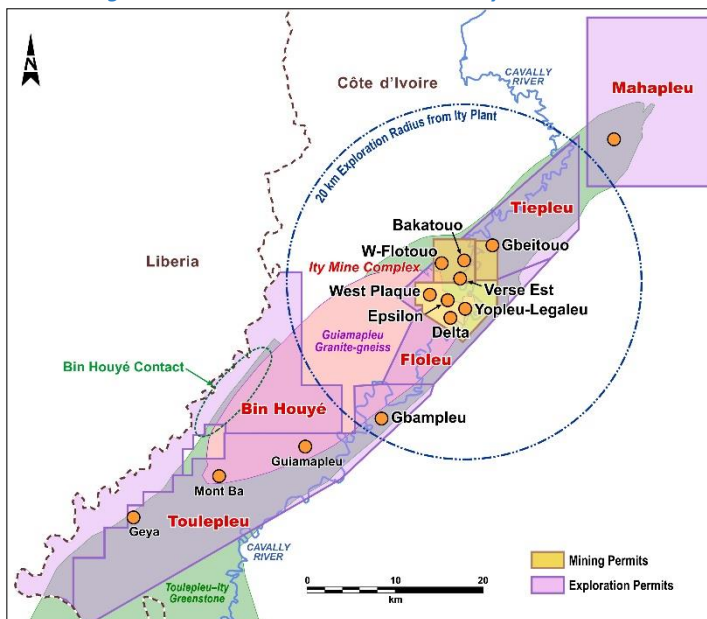 N
Côte d'Ivoire
CAVALLY
RIVER
Mahapleu
20 km Exploration Radius from Ity Plant
Tiepleu
Bakatouo
W-Flotouo
Gbeitouo
Ity Mine Complex
Liberia
Verse Est
West Plaque
Yopleu-Legaleu
Epsilon
Delta
Guiamapleu
Granite-gneiss
Floleu
Bin Houyé Contact
Bin Houyé
Gbampleu
Guiamapleu
Mont Ba
Toulepleu
Geya
CAVALLY
RIVER
Mining Permits
Exploration Permits
Toulepleu–Ity
Greenstone
0 10 20
km